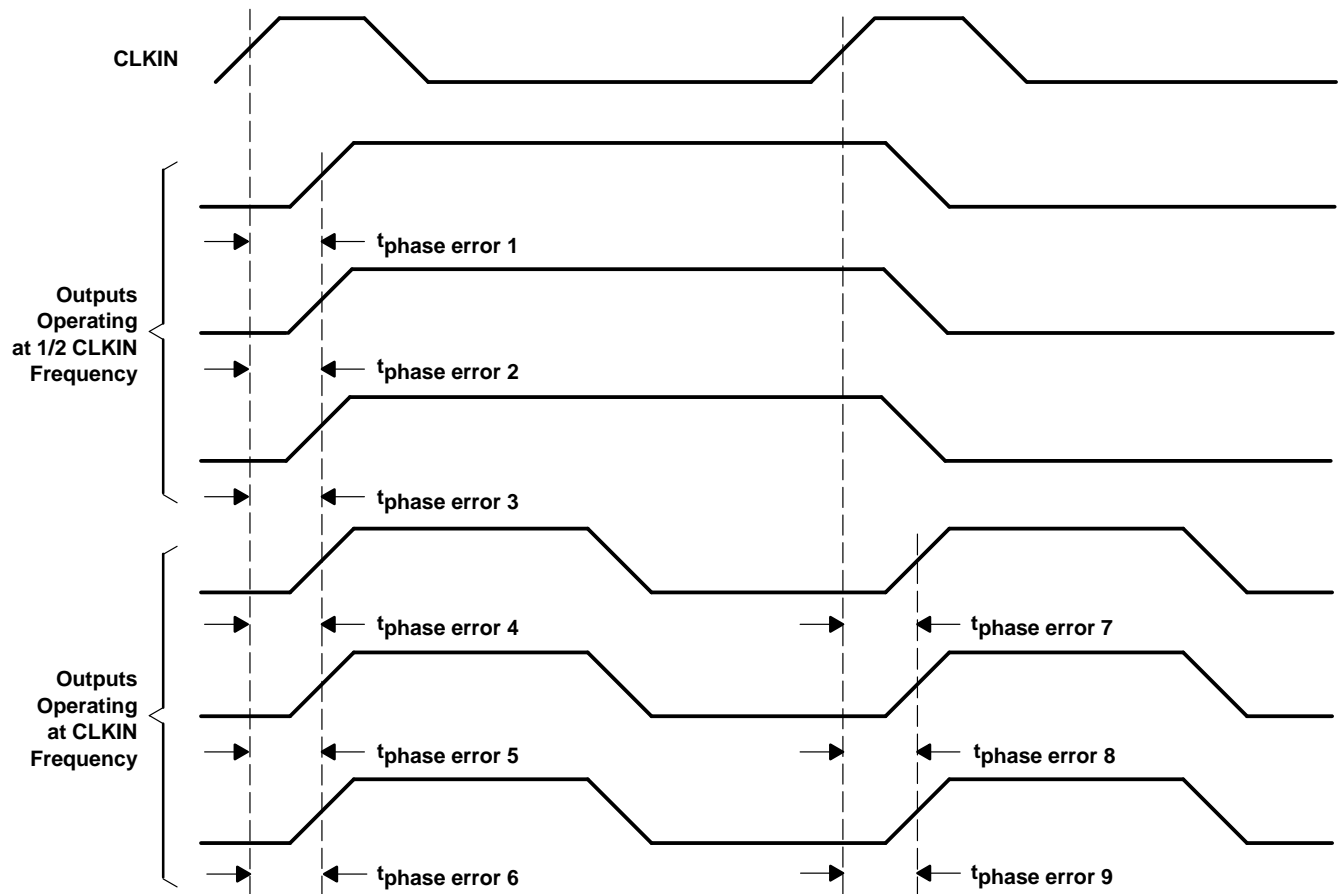 CLKIN
tphase error 1
Outputs
Operating
at 1/2 CLKIN
Frequency
tphase error 2
tphase error 3
tphase error 4
tphase error 7
Outputs
Operating
at CLKIN
Frequency
tphase error 5
tphase error 8
tphase error 6
tphase error 9